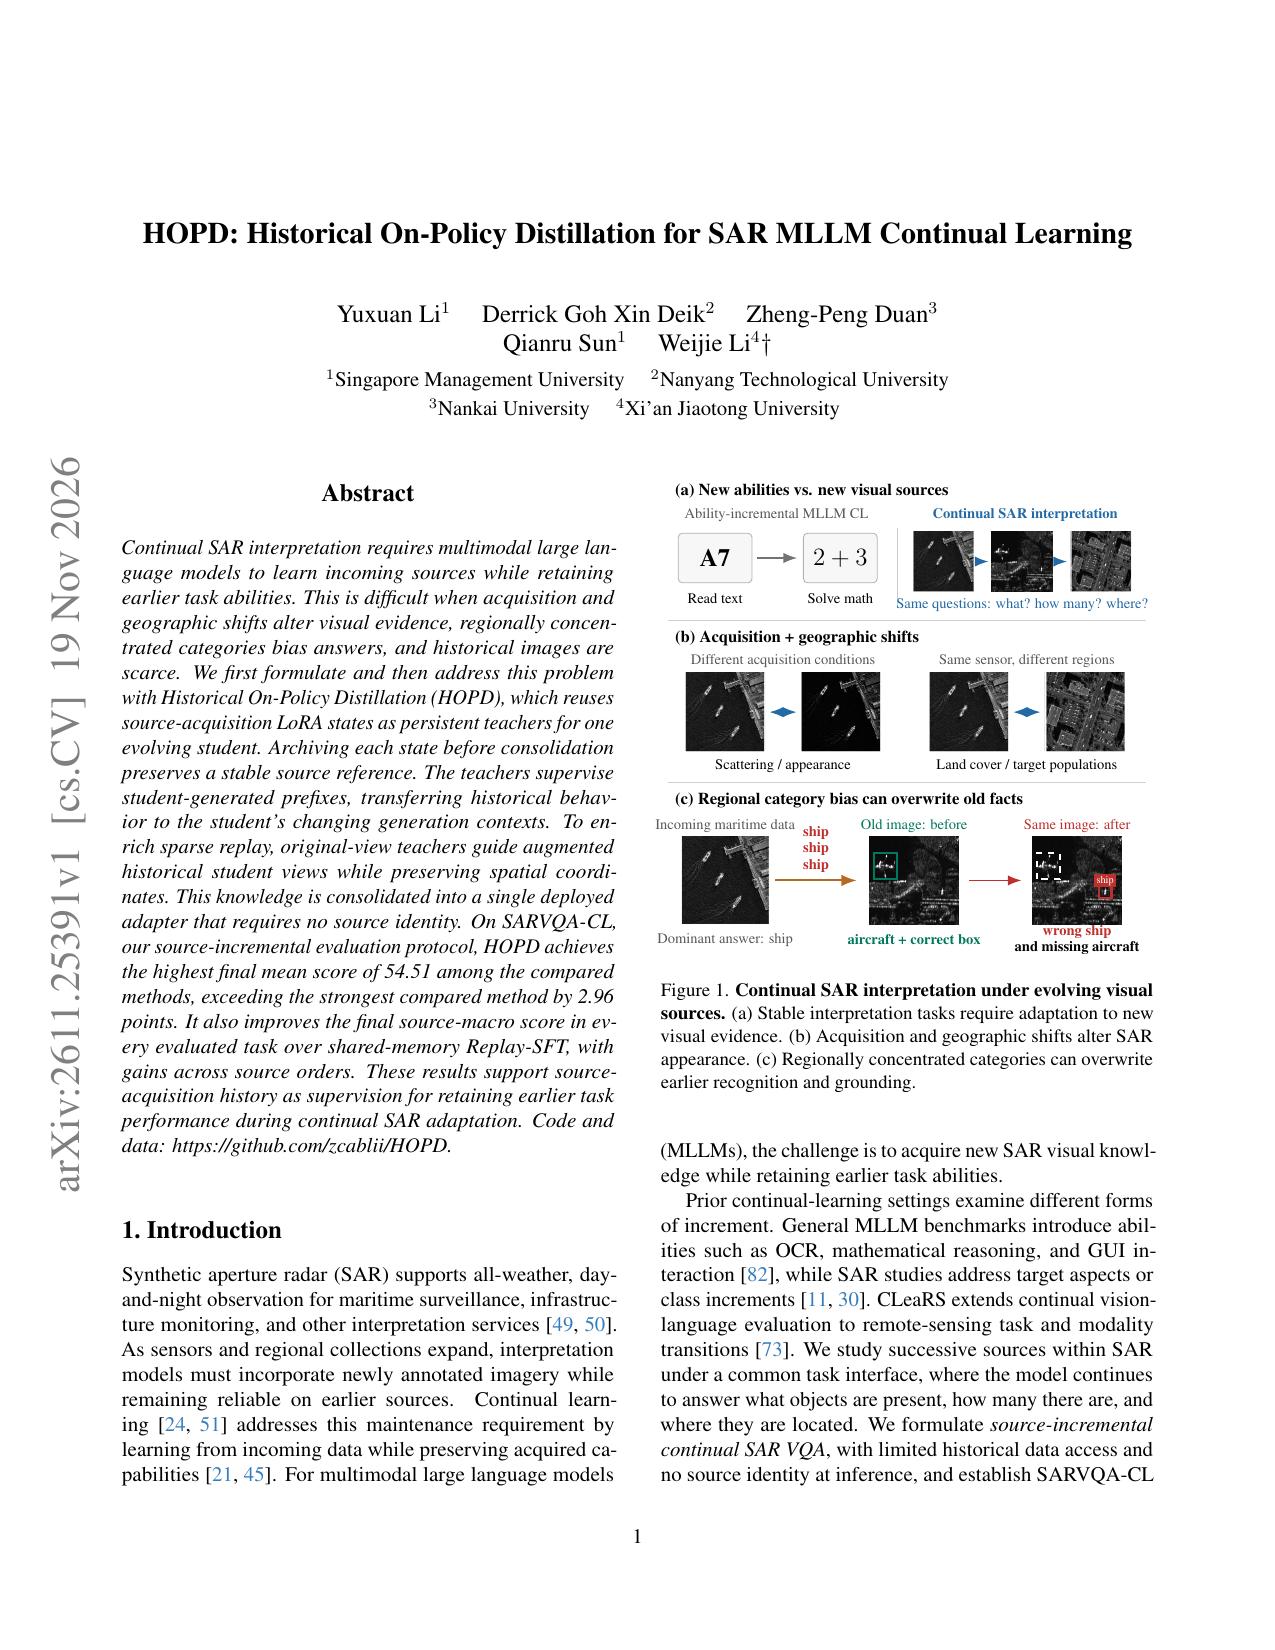 HOPD: Historical On-Policy Distillation for SAR MLLM Continual Learning
Yuxuan Li1 Derrick Goh Xin Deik2 Zheng-Peng Duan3
Qianru Sun1 Weijie Li4†
1Singapore Management University 2Nanyang Technological University
3Nankai University 4Xi'an Jiaotong University
arXiv:2611.25391v1 [cs.CV] 19 Nov 2026
Abstract
Continual SAR interpretation requires multimodal large lan-
guage models to learn incoming sources while retaining
earlier task abilities. This is difficult when acquisition and
geographic shifts alter visual evidence, regionally concen-
trated categories bias answers, and historical images are
scarce. We first formulate and then address this problem
with Historical On-Policy Distillation (HOPD), which reuses
source-acquisition LoRA states as persistent teachers for one
evolving student. Archiving each state before consolidation
preserves a stable source reference. The teachers supervise
student-generated prefixes, transferring historical behav-
ior to the student's changing generation contexts. To en-
rich sparse replay, original-view teachers guide augmented
historical student views while preserving spatial coordi-
nates. This knowledge is consolidated into a single deployed
adapter that requires no source identity. On SARVQA-CL,
our source-incremental evaluation protocol, HOPD achieves
the highest final mean score of 54.51 among the compared
methods, exceeding the strongest compared method by 2.96
points. It also improves the final source-macro score in ev-
ery evaluated task over shared-memory Replay-SFT, with
gains across source orders. These results support source-
acquisition history as supervision for retaining earlier task
performance during continual SAR adaptation. Code and
data: https://github.com/zcablii/HOPD.
1. Introduction
Synthetic aperture radar (SAR) supports all-weather, day-
and-night observation for maritime surveillance, infrastruc-
ture monitoring, and other interpretation services [49, 50].
As sensors and regional collections expand, interpretation
models must incorporate newly annotated imagery while
remaining reliable on earlier sources. Continual learn-
ing [24, 51] addresses this maintenance requirement by
learning from incoming data while preserving acquired ca-
pabilities [21, 45]. For multimodal large language models
(a) New abilities vs. new visual sources
Ability-incremental MLLM CL
Continual SAR interpretation
A7
2 + 3
Read text
Solve math
Same questions: what? how many? where?
(b) Acquisition + geographic shifts
Different acquisition conditions
Same sensor, different regions
Scattering / appearance
Land cover / target populations
(c) Regional category bias can overwrite old facts
Incoming maritime data
ship
ship
ship
Old image: before
Same image: after
ship
Dominant answer: ship
aircraft + correct box
wrong ship
and missing aircraft
Figure 1. Continual SAR interpretation under evolving visual
sources. (a) Stable interpretation tasks require adaptation to new
visual evidence. (b) Acquisition and geographic shifts alter SAR
appearance. (c) Regionally concentrated categories can overwrite
earlier recognition and grounding.
(MLLMs), the challenge is to acquire new SAR visual knowl-
edge while retaining earlier task abilities.
Prior continual-learning settings examine different forms
of increment. General MLLM benchmarks introduce abil-
ities such as OCR, mathematical reasoning, and GUI in-
teraction [82], while SAR studies address target aspects or
class increments [11, 30]. CLeaRS extends continual vision-
language evaluation to remote-sensing task and modality
transitions [73]. We study successive sources within SAR
under a common task interface, where the model continues
to answer what objects are present, how many there are, and
where they are located. We formulate source-incremental
continual SAR VQA, with limited historical data access and
no source identity at inference, and establish SARVQA-CL
1